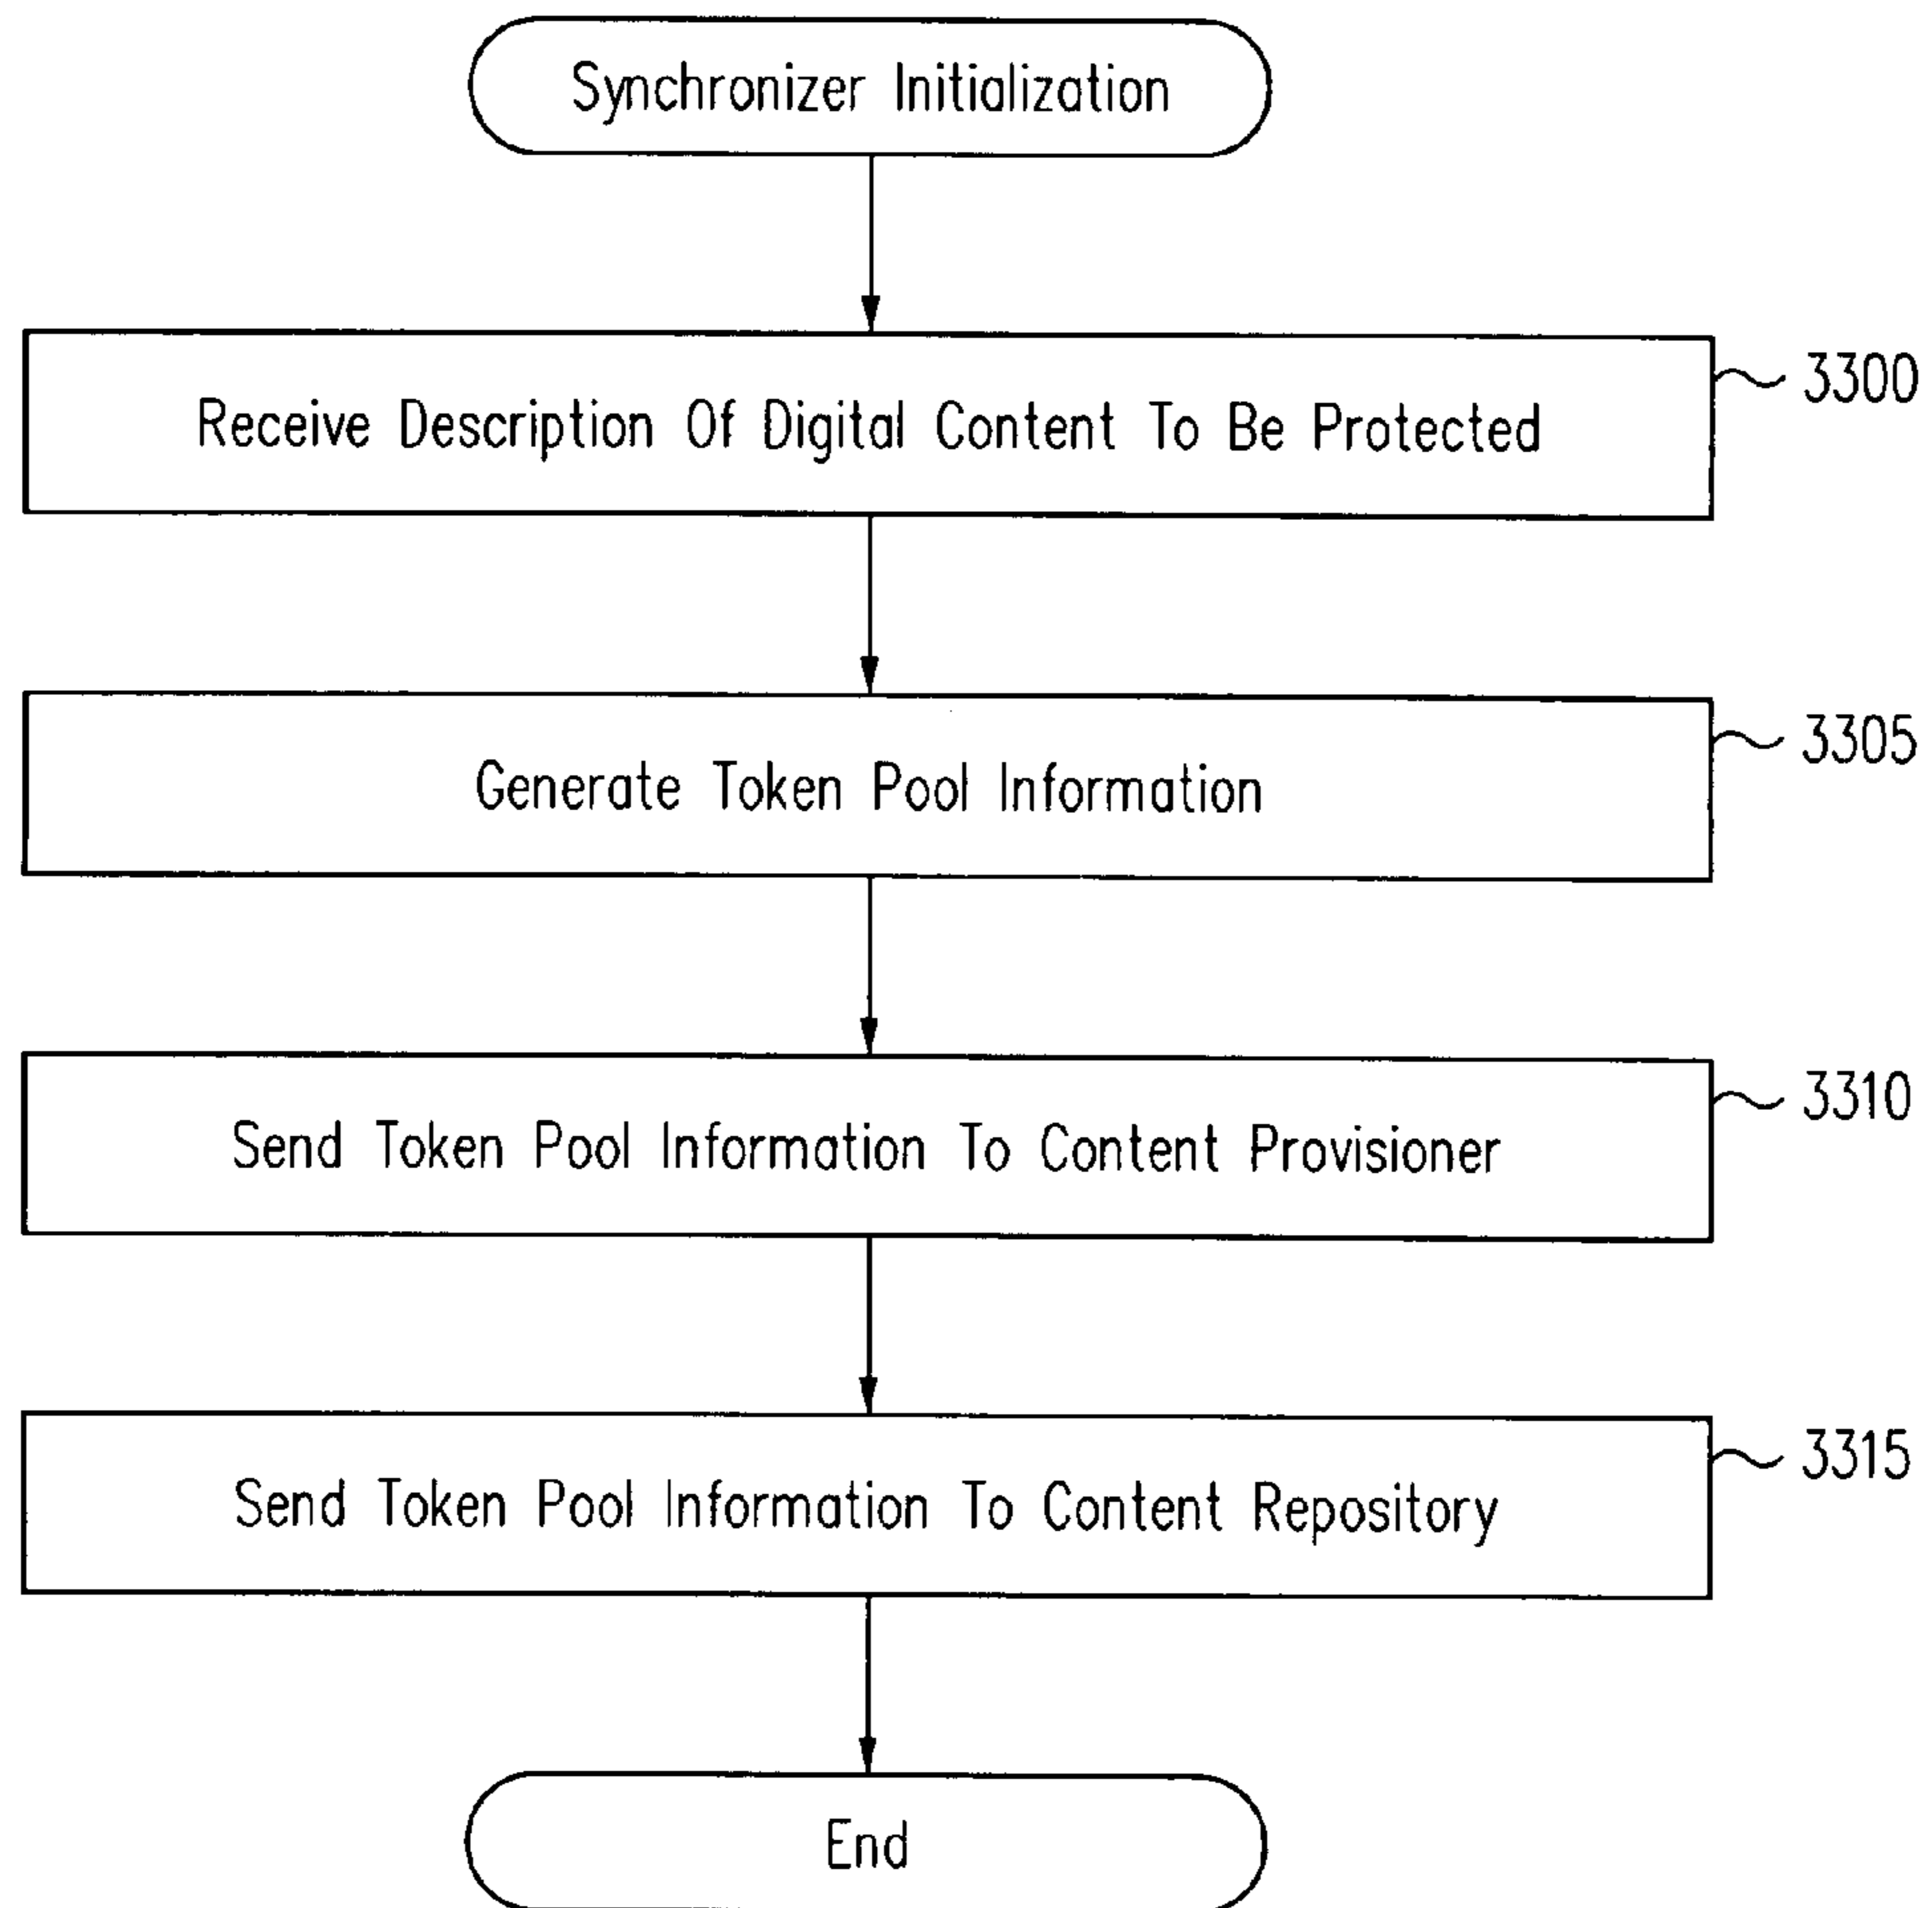 Synchronizer Initialization
Receive Description Of Digital Content To Be Protected
3300
Generate Token Pool Information
3305
Send Token Pool Information To Content Provisioner
3310
Send Token Pool Information To Content Repository
3315
End